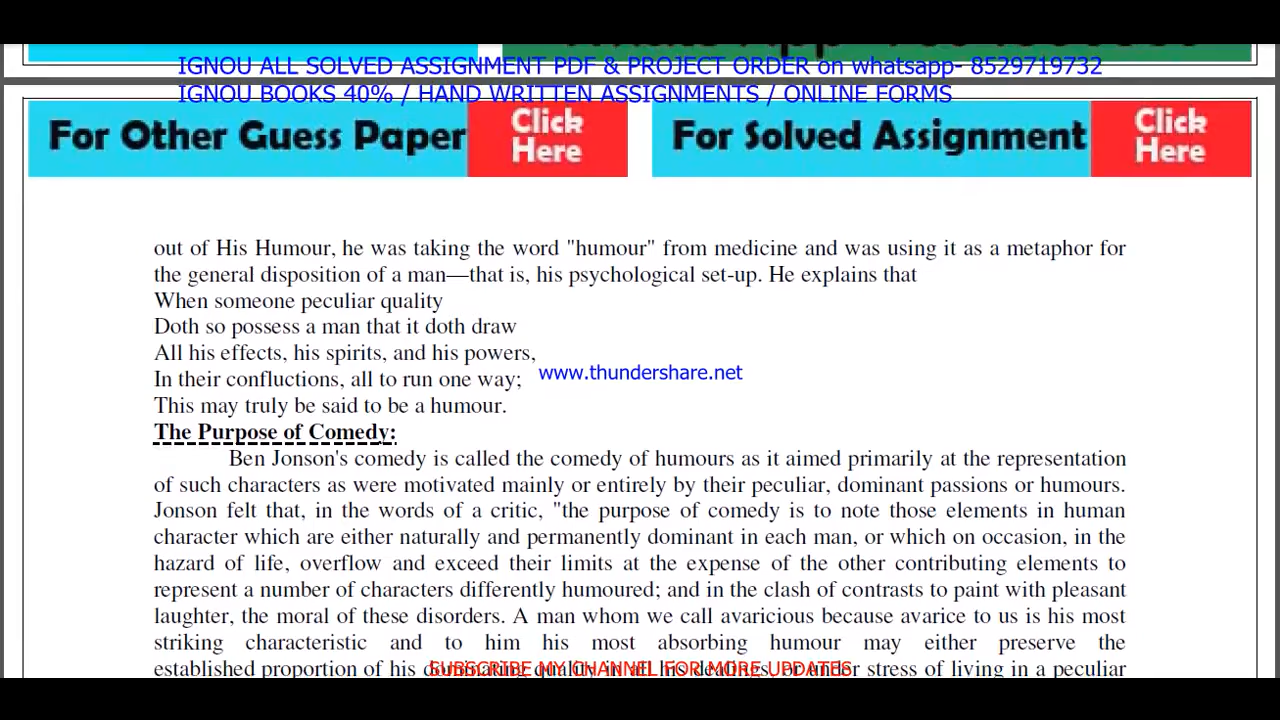 IGNOU ALL SOLVED ASSIGNMENT PDF & PROJECT ORDER on whatsapp- 8529719732
IGNOU BOOKS 40% / HAND WRITTEN ASSIGNMENTS / ONLINE FORMS
For Other Guess Paper Click Here For Solved Assignment Click Here
out of His Humour, he was taking the word "humour" from medicine and was using it as a metaphor for
the general disposition of a man—that is, his psychological set-up. He explains that
When someone peculiar quality
Doth so possess a man that it doth draw
All his effects, his spirits, and his powers,
In their confluctions, all to run one way;
www.thundershare.net
This may truly be said to be a humour.
The Purpose of Comedy:
Ben Jonson's comedy is called the comedy of humours as it aimed primarily at the representation
of such characters as were motivated mainly or entirely by their peculiar, dominant passions or humours.
Jonson felt that, in the words of a critic, "the purpose of comedy is to note those elements in human
character which are either naturally and permanently dominant in each man, or which on occasion, in the
hazard of life, overflow and exceed their limits at the expense of the other contributing elements to
represent a number of characters differently humoured; and in the clash of contrasts to paint with pleasant
laughter, the moral of these disorders. A man whom we call avaricious because avarice to us is his most
striking characteristic and to him his most absorbing humour may either preserve the
established proportion of his quality in all his dealings, or under stress of living in a peculiar
SUBSCRIBE MY CHANNEL FOR MORE UPDATES